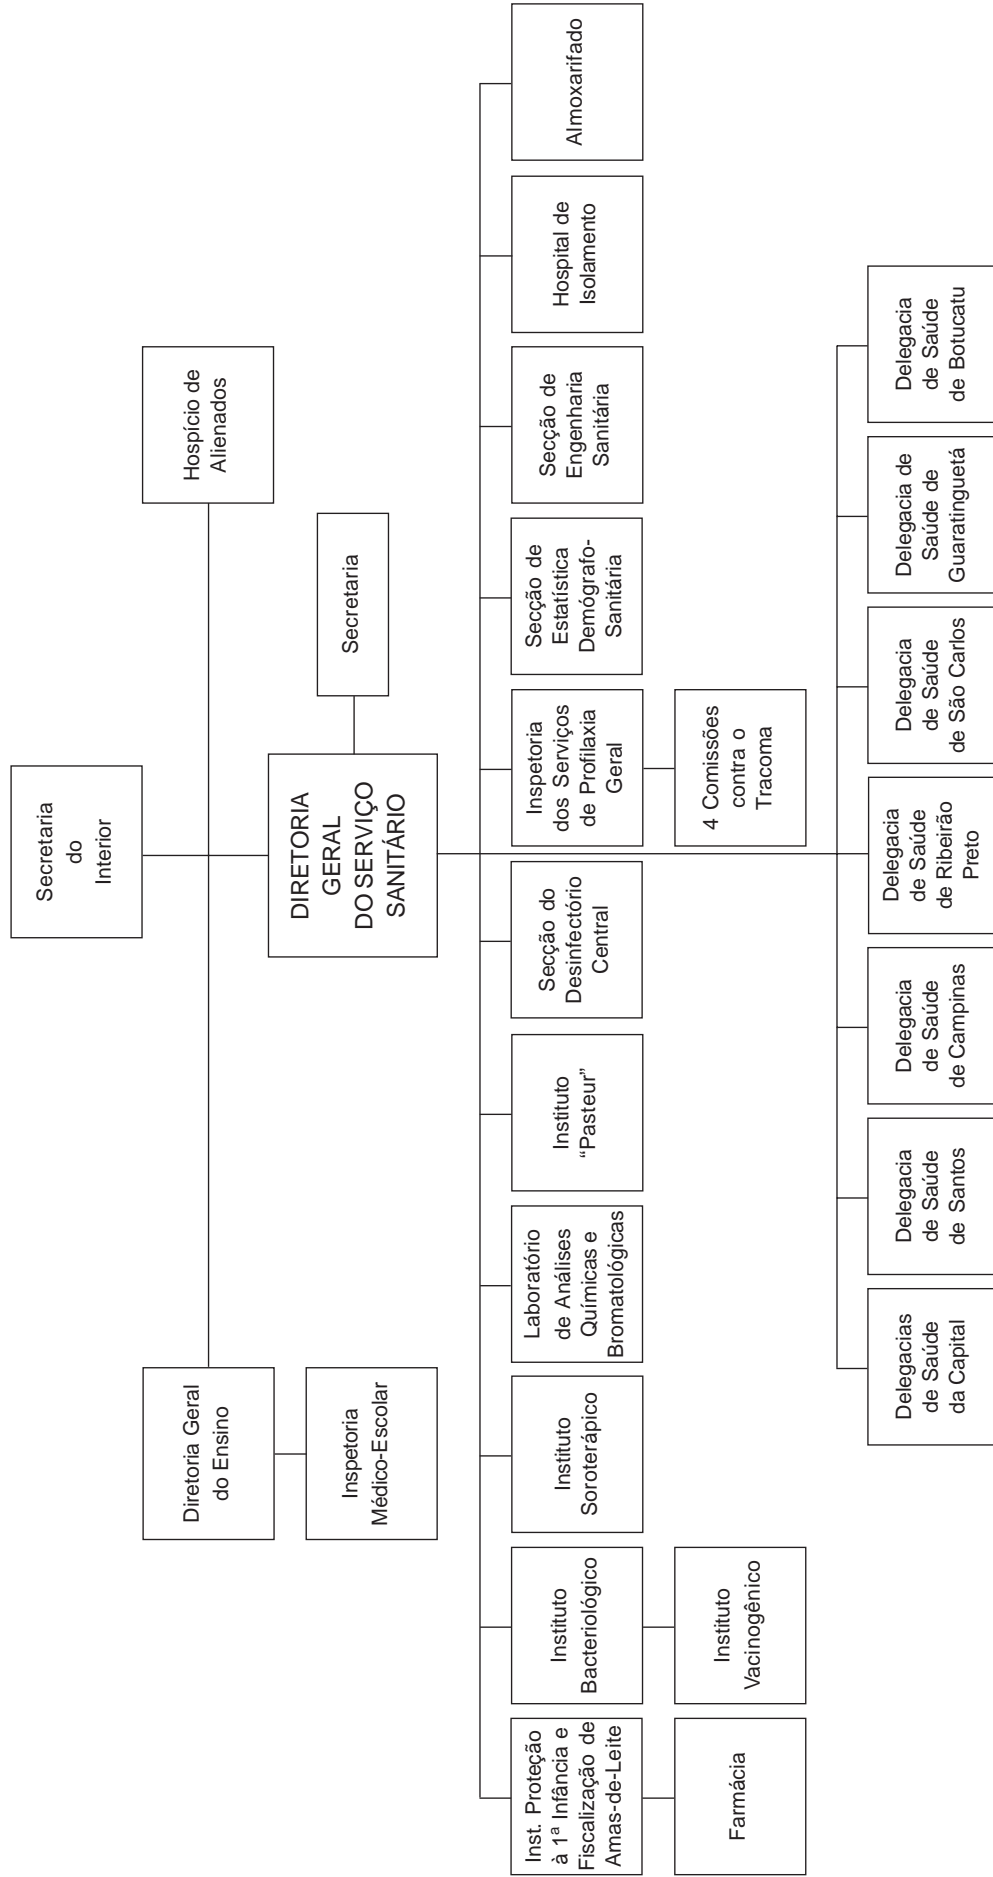 Secretaria
do
Interior
Diretoria Geral
do Ensino
Hospício de
Alienados
Inspetoria
Médico-Escolar
DIRETORIA
GERAL
DO SERVIÇO
SANITÁRIO
Secretaria
Inst. Proteção
à 1ª Infância e
Fiscalização de
Amas-de-Leite
Instituto
Bacteriológico
Instituto
Soroterápico
Laboratório
de Análises
Químicas e
Bromatológicas
Instituto
“Pasteur”
Secção do
Desinfectório
Central
Inspetoria
dos Serviços
de Profilaxia
Geral
Secção de
Estatística
Demógrafo-
Sanitária
Secção de
Engenharia
Sanitária
Hospital de
Isolamento
Almoxarifado
Farmácia
Instituto
Vacinogênico
4 Comissões
contra o
Tracoma
Delegacias
de Saúde
da Capital
Delegacia
de Saúde
de Santos
Delegacia
de Saúde
de Campinas
Delegacia
de Saúde
de Ribeirão
Preto
Delegacia
de Saúde
de São Carlos
Delegacia de
Saúde de
Guaratinguetá
Delegacia
de Saúde
de Botucatu